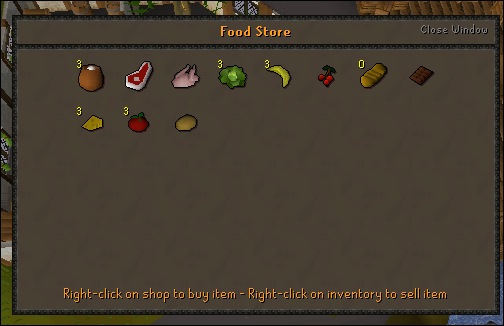 Food Store
Close Window
3 3 3 0
3 3
Right-click on shop to buy item - Right-click on inventory to sell item